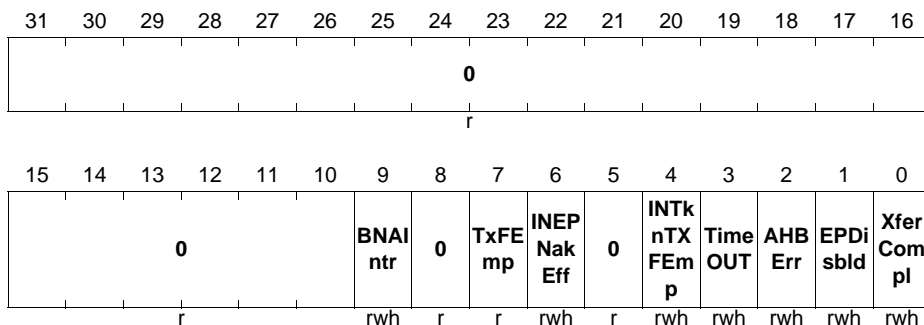 31 30 29 28 27 26 25 24 23 22 21 20 19 18 17 16
0
r
15 14 13 12 11 10 9 8 7 6 5 4 3 2 1 0
0 BNAI ntr 0 TxFE mp INEP Nak Eff 0 INTk nTX FEm p Time OUT AHB Err EPDi sbld Xfer Com pl
r rwh r r rwh r rwh rwh rwh rwh rwh